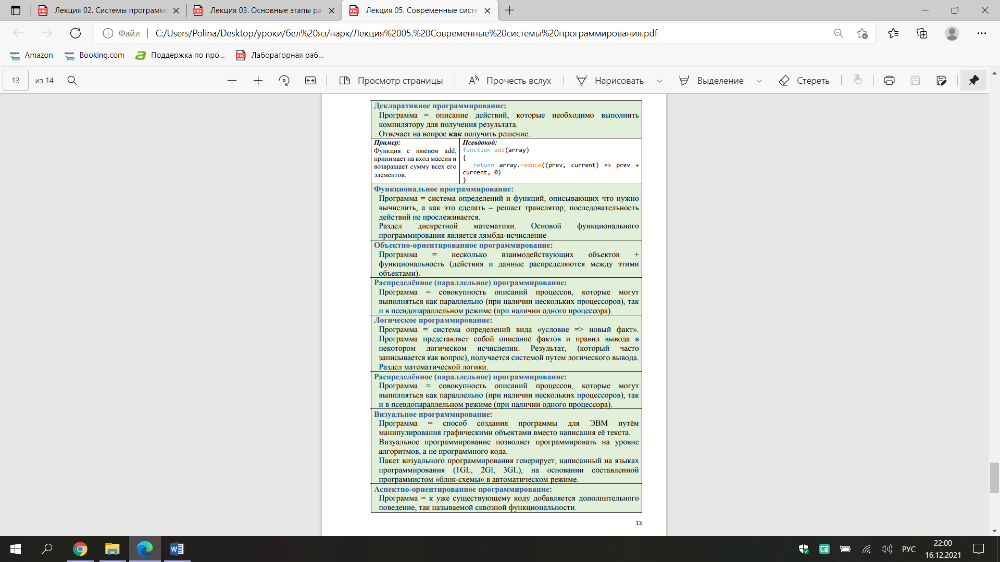 Лекция 02. Системы программи
Лекция 03. Основные этапы ра
Лекция 05. Современные систе
Файл
C:/Users/Polina/Desktop/уроки/бел%20яз/нарк/Лекция%2005.%20Современные%20системы%20программирования.pdf
Amazon
Booking.com
Поддержка по про...
Лабораторная раб...
13
из 14
Просмотр страницы
Прочесть вслух
Нарисовать
Выделение
Стереть
Декларативное программирование:
Программа = описание действий, которые необходимо выполнить
компилятору для получения результата.
Отвечает на вопрос как получить решение.
Пример:
Функция с именем add,
принимает на вход массив и
возвращает сумму всех его
элементов.
Псевдокод:
function add(array)
{
return array.reduce((prev, current) => prev +
current, 0)
}
Функциональное программирование:
Программа = система определений и функций, описывающих что нужно
вычислить, а как это сделать – решает транслятор; последовательность
действий не прослеживается.
Раздел дискретной математики. Основой функционального
программирования является лямбда-исчисление
Объектно-ориентированное программирование:
Программа = несколько взаимодействующих объектов +
функциональность (действия и данные распределяются между этими
объектами).
Распределённое (параллельное) программирование:
Программа = совокупность описаний процессов, которые могут
выполняться как параллельно (при наличии нескольких процессоров), так
и в псевдопараллельном режиме (при наличии одного процессора).
Логическое программирование:
Программа = система определений вида «условие => новый факт».
Программа представляет собой описание фактов и правил вывода в
некотором логическом исчислении. Результат, (который часто
записывается как вопрос), получается системой путем логического вывода.
Раздел математической логики.
Распределённое (параллельное) программирование:
Программа = совокупность описаний процессов, которые могут
выполняться как параллельно (при наличии нескольких процессоров), так
и в псевдопараллельном режиме (при наличии одного процессора).
Визуальное программирование:
Программа = способ создания программы для ЭВМ путём
манипулирования графическими объектами вместо написания её текста.
Визуальное программирование позволяет программировать на уровне
алгоритмов, а не программного кода.
Пакет визуального программирования генерирует, написанный на языках
программирования (1GL, 2Gl, 3GL), на основании составленной
программистом «блок-схемы» в автоматическом режиме.
Аспектно-ориентированное программирование:
Программа = к уже существующему коду добавляется дополнительного
поведение, так называемой сквозной функциональности.
13
РУС
22:00
16.12.2021